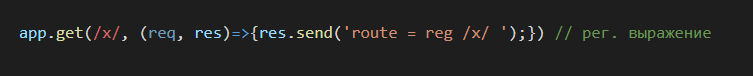 app.get(/x/, (req, res)=>{res.send('route = reg /x/ ');}) // рег. выражение